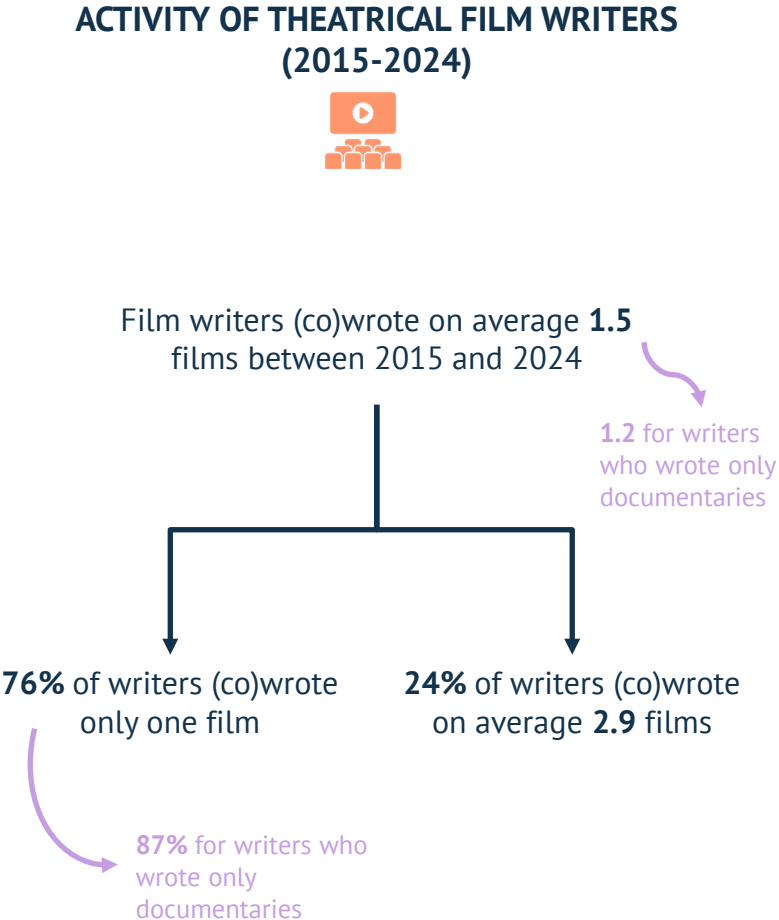 ACTIVITY OF THEATRICAL FILM WRITERS
(2015-2024)
Film writers (co)wrote on average 1.5
films between 2015 and 2024
1.2 for writers
who wrote only
documentaries
76% of writers (co)wrote
only one film
24% of writers (co)wrote
on average 2.9 films
87% for writers who
wrote only
documentaries